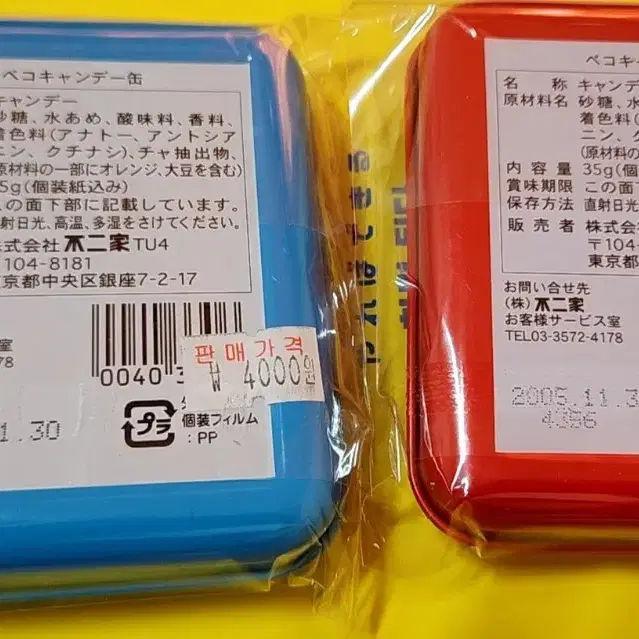 ペコキャンデー缶
キャンデー
砂糖、水あめ、酸味料、香料、
着色料(アナトー、アントシア
ニン、クチナシ)、チャ抽出物、
原材料の一部にオレンジ、大豆を含む)
5g(個装紙込み)
この面下部に記載しています。
射日光、高温、多湿をさけてください。
株式会社 不二家 TU4
104-8181
東京都中央区銀座7-2-17
室
178
0040
판매가격
₩ 4000원
1.30
プラ
個装フィルム
: PP
ペコキャ
名 称 キャンデー
原材料名 砂糖、水
着色料
ニン、ク
(原材料の
内 容 量 35g(個
賞味期限 この面
保存方法 直射日光
販 売 者 株式会社
〒104-
東京都
お問い合せ先
(株) 不二家
お客様サービス室
TEL03-3572-4178
2005.11.3
4356